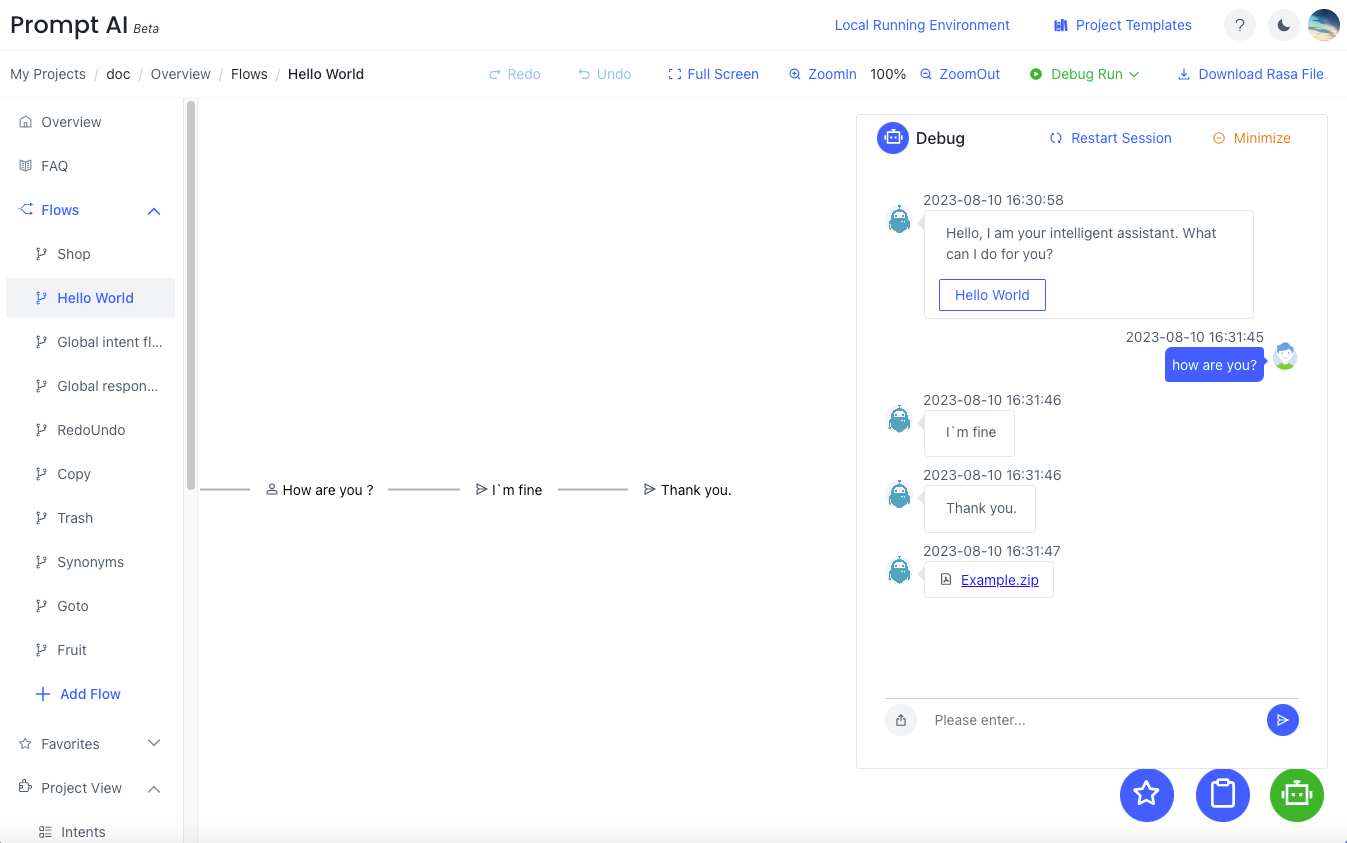 Prompt AI Beta
Local Running Environment
Project Templates
?
My Projects / doc / Overview / Flows / Hello World
Redo
Undo
Full Screen
ZoomIn
100%
ZoomOut
Debug Run
Download Rasa File
Overview
FAQ
Flows
Shop
Hello World
Global intent fl...
Global respon...
RedoUndo
Copy
Trash
Synonyms
Goto
Fruit
Add Flow
Favorites
Project View
Intents
How are you ?
I`m fine
Thank you.
Debug
Restart Session
Minimize
2023-08-10 16:30:58
Hello, I am your intelligent assistant. What
can I do for you?
Hello World
2023-08-10 16:31:45
how are you?
2023-08-10 16:31:46
I`m fine
2023-08-10 16:31:46
Thank you.
2023-08-10 16:31:47
Example.zip
Please enter...